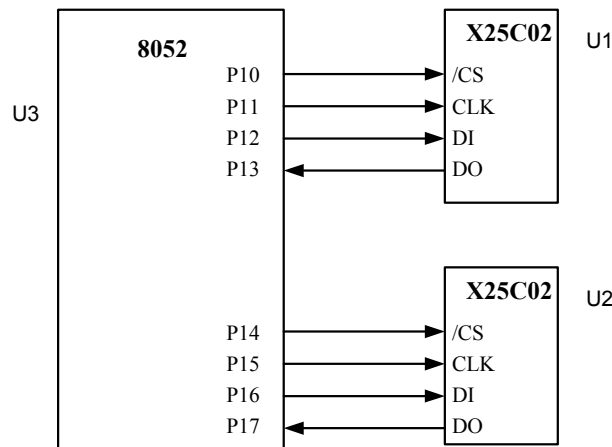 8052
U3
P10
P11
P12
P13
P14
P15
P16
P17
X25C02
U1
/CS
CLK
DI
DO
X25C02
U2
/CS
CLK
DI
DO